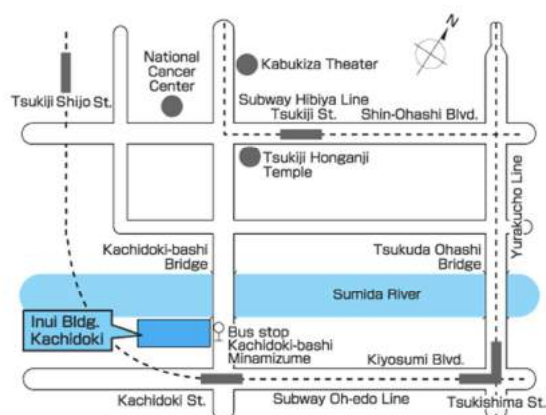 N
National
Cancer
Center
Kabukiza Theater
Tsukiji Shijo St.
Subway Hibiya Line
Tsukiji St.
Shin-Ohashi Blvd.
Tsukiji Honganji
Temple
Yurakucho Line
Kachidoki-bashi
Bridge
Tsukuda Ohashi
Bridge
Sumida River
Inui Bldg.
Kachidoki
Bus stop
Kachidoki-bashi
Minamizume
Kiyosumi Blvd.
Kachidoki St.
Subway Oh-edo Line
Tsukishima St.